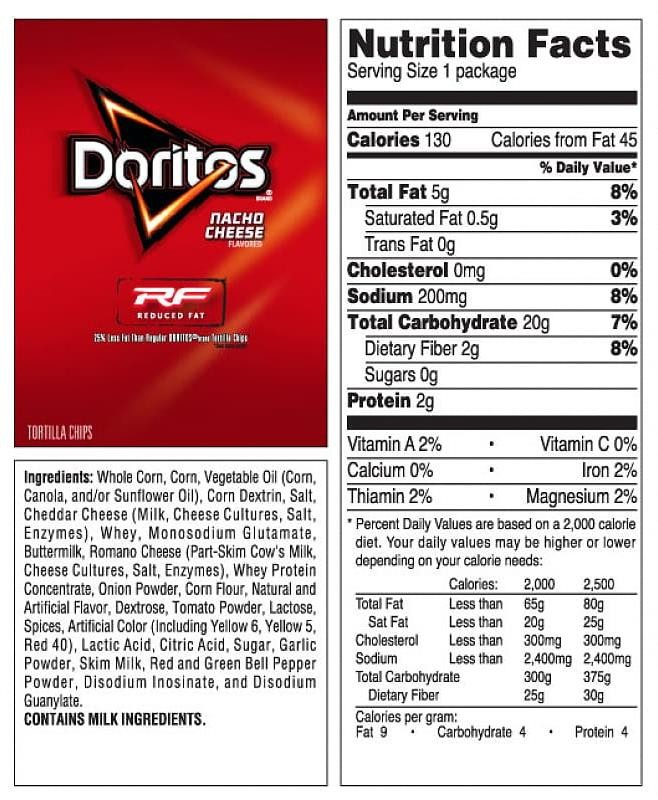 Doritos
®
BRAND
NACHO
CHEESE
FLAVORED
RF
REDUCED FAT
25% Less Fat Than Regular DORITOS® BRAND Tortilla Chips
TORTILLA CHIPS
Ingredients: Whole Corn, Corn, Vegetable Oil (Corn,
Canola, and/or Sunflower Oil), Corn Dextrin, Salt,
Cheddar Cheese (Milk, Cheese Cultures, Salt,
Enzymes), Whey, Monosodium Glutamate,
Buttermilk, Romano Cheese (Part-Skim Cow's Milk,
Cheese Cultures, Salt, Enzymes), Whey Protein
Concentrate, Onion Powder, Corn Flour, Natural and
Artificial Flavor, Dextrose, Tomato Powder, Lactose,
Spices, Artificial Color (Including Yellow 6, Yellow 5,
Red 40), Lactic Acid, Citric Acid, Sugar, Garlic
Powder, Skim Milk, Red and Green Bell Pepper
Powder, Disodium Inosinate, and Disodium
Guanylate.
CONTAINS MILK INGREDIENTS.
Nutrition Facts
Serving Size 1 package
Amount Per Serving
Calories 130 Calories from Fat 45
% Daily Value*
Total Fat 5g 8%
Saturated Fat 0.5g 3%
Trans Fat 0g
Cholesterol 0mg 0%
Sodium 200mg 8%
Total Carbohydrate 20g 7%
Dietary Fiber 2g 8%
Sugars 0g
Protein 2g
Vitamin A 2% • Vitamin C 0%
Calcium 0% • Iron 2%
Thiamin 2% • Magnesium 2%
* Percent Daily Values are based on a 2,000 calorie
diet. Your daily values may be higher or lower
depending on your calorie needs:
Calories: 2,000 2,500
Total Fat Less than 65g 80g
Sat Fat Less than 20g 25g
Cholesterol Less than 300mg 300mg
Sodium Less than 2,400mg 2,400mg
Total Carbohydrate 300g 375g
Dietary Fiber 25g 30g
Calories per gram:
Fat 9 • Carbohydrate 4 • Protein 4